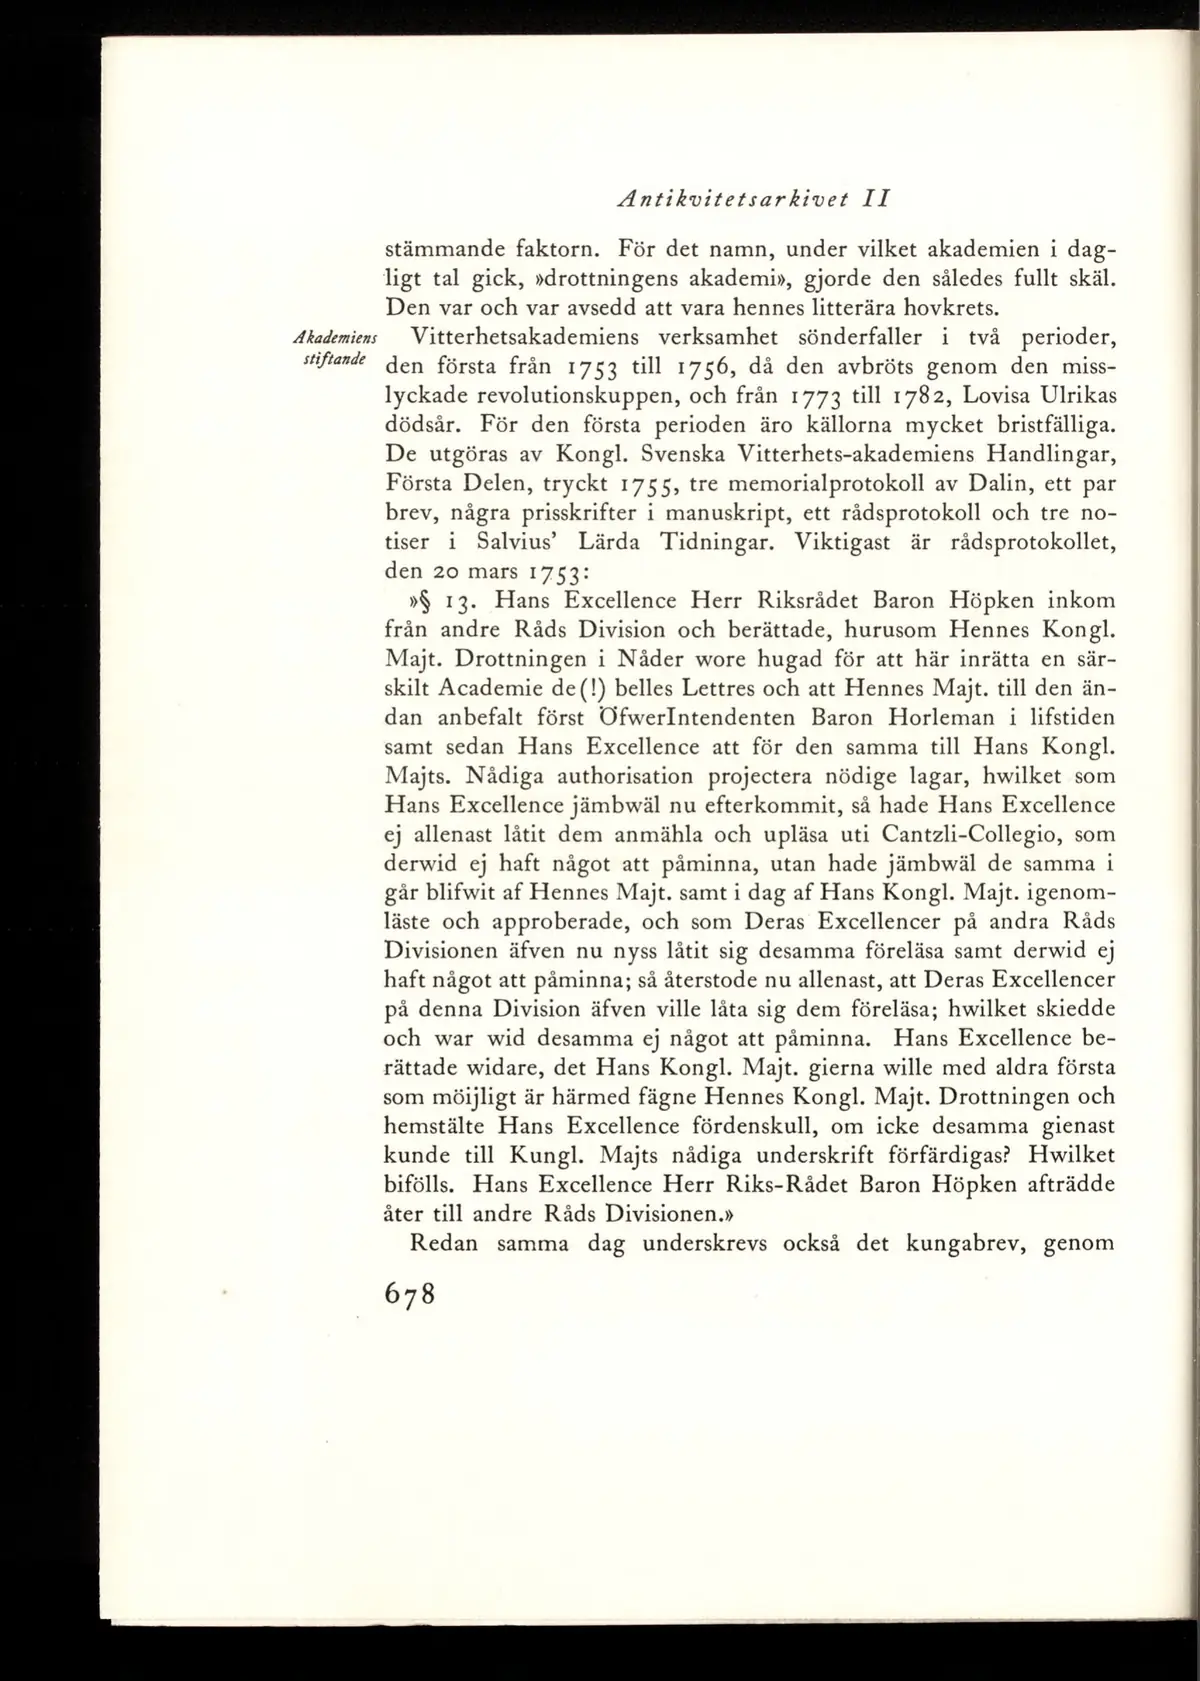 Antikvitetsarkivet II
stämmande faktorn. För det namn, under vilket akademien i dag-
ligt tal gick, »drottningens akademi», gjorde den således fullt skäl.
Den var och var avsedd att vara hennes litterära hovkrets.
Akademiens
stiftande
Vitterhetsakademiens verksamhet sönderfaller i två perioder,
den första från 1753 till 1756, då den avbröts genom den miss-
lyckade revolutionskuppen, och från 1773 till 1782, Lovisa Ulrikas
dödsår. För den första perioden äro källorna mycket bristfälliga.
De utgöras av Kongl. Svenska Vitterhets-akademiens Handlingar,
Första Delen, tryckt 1755, tre memorialprotokoll av Dalin, ett par
brev, några prisskrifter i manuskript, ett rådsprotokoll och tre no-
tiser i Salvius’ Lärda Tidningar. Viktigast är rådsprotokollet,
den 20 mars 1753:
»§ 13. Hans Excellence Herr Riksrådet Baron Höpken inkom
från andre Råds Division och berättade, hurusom Hennes Kongl.
Majt. Drottningen i Nåder wore hugad för att här inrätta en sär-
skilt Academie de(!) belles Lettres och att Hennes Majt. till den än-
dan anbefalt först ÖfwerIntendenten Baron Horleman i lifstiden
samt sedan Hans Excellence att för den samma till Hans Kongl.
Majts. Nådiga authorisation projectera nödige lagar, hwilket som
Hans Excellence jämbwäl nu efterkommit, så hade Hans Excellence
ej allenast låtit dem anmähla och upläsa uti Cantzli-Collegio, som
derwid ej haft något att påminna, utan hade jämbwäl de samma i
går blifwit af Hennes Majt. samt i dag af Hans Kongl. Majt. igenom-
läste och approberade, och som Deras Excellencer på andra Råds
Divisionen äfven nu nyss låtit sig desamma föreläsa samt derwid ej
haft något att påminna; så återstode nu allenast, att Deras Excellencer
på denna Division äfven ville låta sig dem föreläsa; hwilket skiedde
och war wid desamma ej något att påminna. Hans Excellence be-
rättade widare, det Hans Kongl. Majt. gierna wille med aldra första
som möijligt är härmed fägne Hennes Kongl. Majt. Drottningen och
hemstälte Hans Excellence fördenskull, om icke desamma gienast
kunde till Kungl. Majts nådiga underskrift förfärdigas? Hwilket
bifölls. Hans Excellence Herr Riks-Rådet Baron Höpken afträdde
åter till andre Råds Divisionen.»
Redan samma dag underskrevs också det kungabrev, genom
678